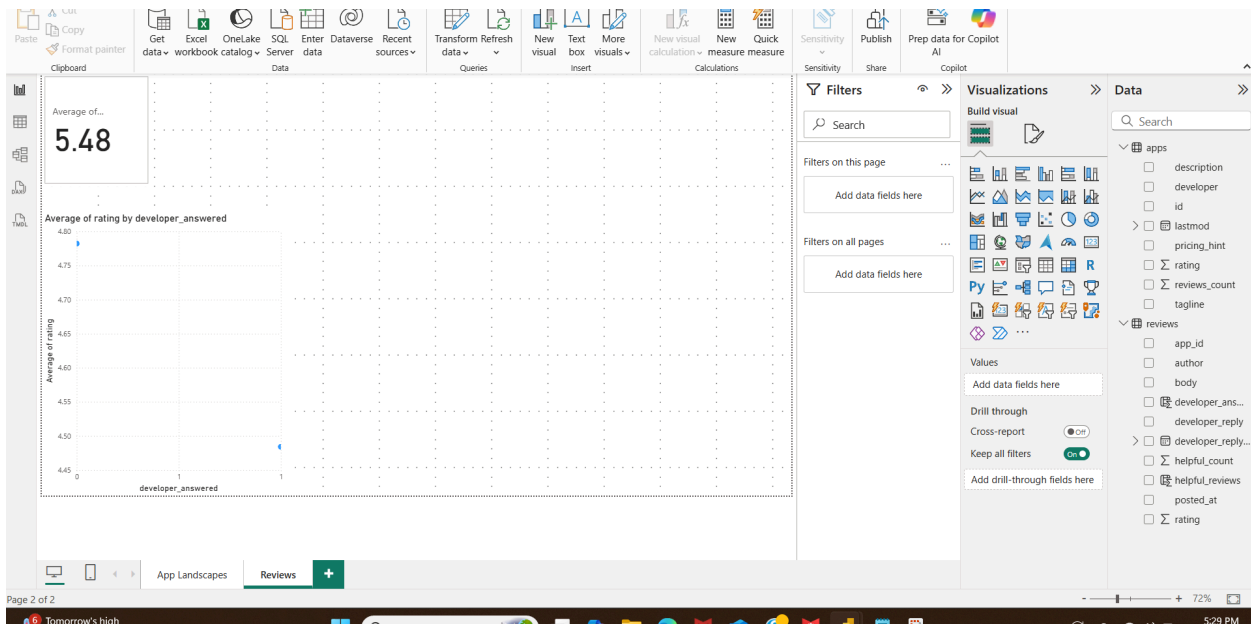 Cut
Copy
Format painter
Paste
Clipboard
Get data
Excel workbook
OneLake catalog
SQL Server
Enter data
Dataverse
Recent sources
Data
Transform data
Refresh
Queries
New visual
Text box
More visuals
Insert
New visual calculation
New measure
Quick measure
Calculations
Sensitivity
Sensitivity
Publish
Share
Prep data for AI
Copilot
Copilot
DAX
TMDL
Average of...
5.48
Average of rating by developer_answered
4.80
4.75
4.70
4.65
4.60
4.55
4.50
4.45
Average of rating
0
1
1
developer_answered
Filters
Search
Filters on this page
...
Add data fields here
Filters on all pages
...
Add data fields here
Visualizations
Build visual
123
R
Py
...
Values
Add data fields here
Drill through
Cross-report
Off
Keep all filters
On
Add drill-through fields here
Data
Search
apps
description
developer
id
lastmod
pricing_hint
rating
reviews_count
tagline
reviews
app_id
author
body
developer_ans...
developer_reply
developer_reply...
helpful_count
helpful_reviews
posted_at
rating
App Landscapes
Reviews
Page 2 of 2
72%
6
Tomorrow's high
5:29 PM